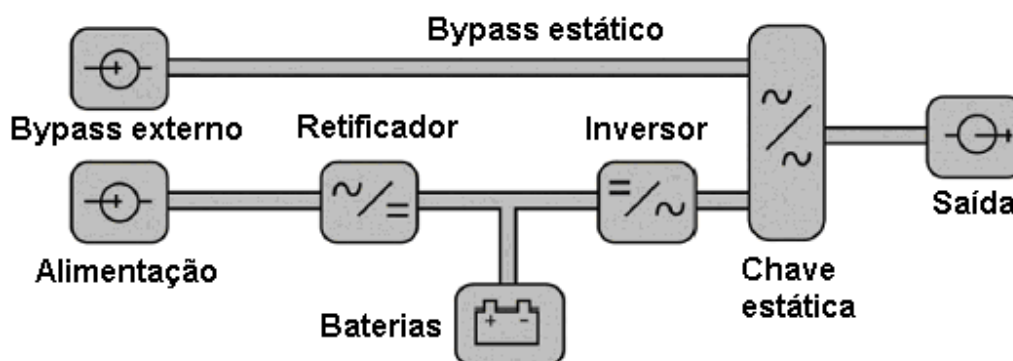 Bypass estático
Bypass externo
Retificador
Inversor
Saída
Alimentação
Chave
estática
Baterias
+ -